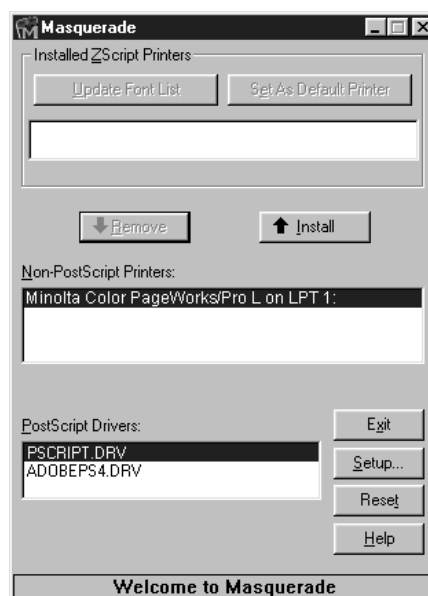 Masquerade
Installed ZScript Printers
Update Font List
Set As Default Printer
Remove
Install
Non-PostScript Printers:
Minolta Color PageWorks/Pro L on LPT 1:
PostScript Drivers:
PSCRIPT.DRV
ADOBEPS4.DRV
Exit
Setup...
Reset
Help
Welcome to Masquerade